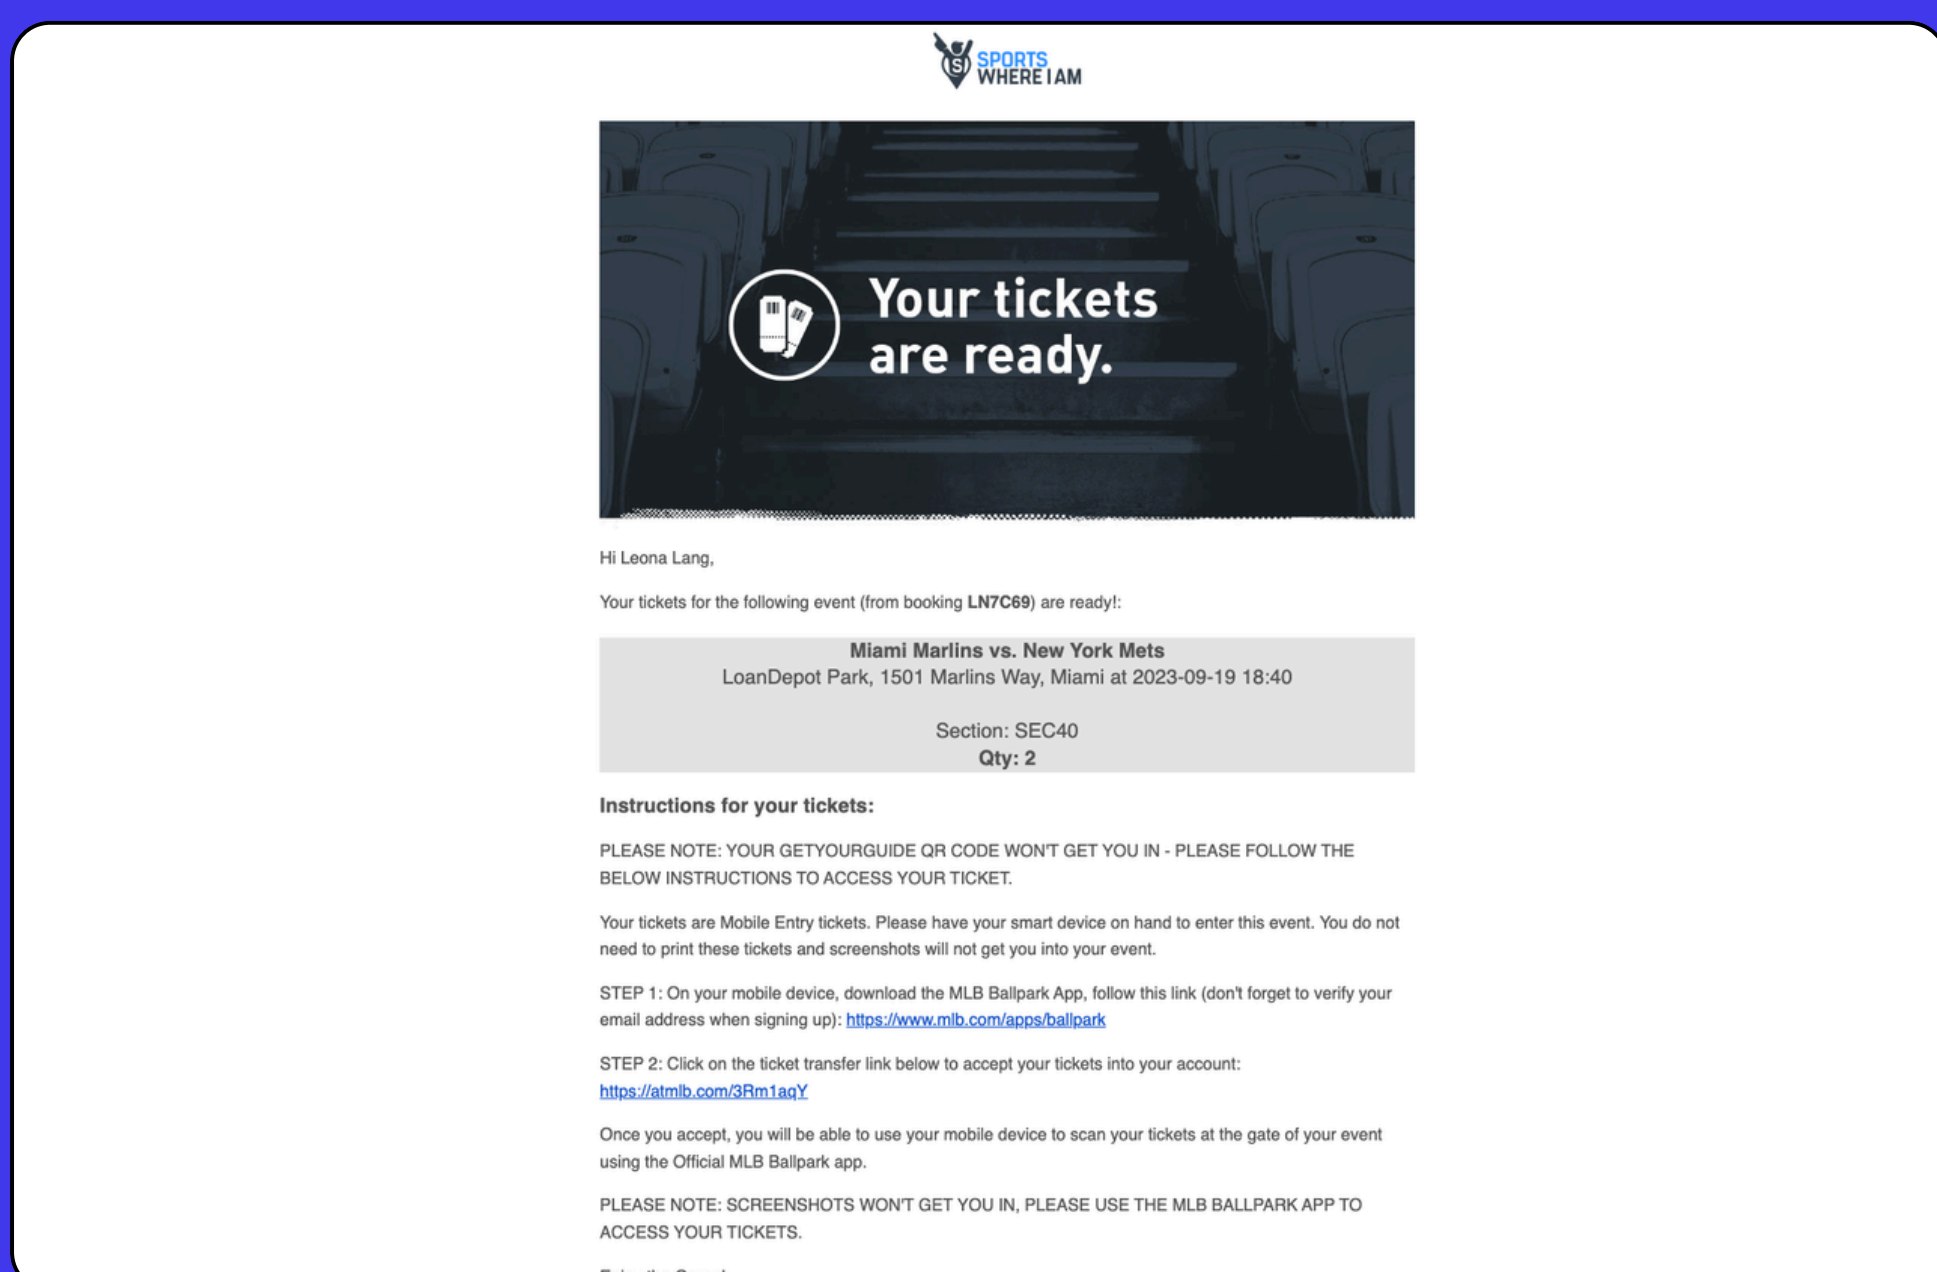 SPORTS
WHERE I AM
Your tickets
are ready.
Hi Leona Lang,
Your tickets for the following event (from booking LN7C69) are ready!:
Miami Marlins vs. New York Mets
LoanDepot Park, 1501 Marlins Way, Miami at 2023-09-19 18:40
Section: SEC40
Qty: 2
Instructions for your tickets:
PLEASE NOTE: YOUR GETYOURGUIDE QR CODE WON'T GET YOU IN - PLEASE FOLLOW THE
BELOW INSTRUCTIONS TO ACCESS YOUR TICKET.
Your tickets are Mobile Entry tickets. Please have your smart device on hand to enter this event. You do not
need to print these tickets and screenshots will not get you into your event.
STEP 1: On your mobile device, download the MLB Ballpark App, follow this link (don't forget to verify your
email address when signing up): https://www.mlb.com/apps/ballpark
STEP 2: Click on the ticket transfer link below to accept your tickets into your account:
https://atmlb.com/3Rm1aqY
Once you accept, you will be able to use your mobile device to scan your tickets at the gate of your event
using the Official MLB Ballpark app.
PLEASE NOTE: SCREENSHOTS WON'T GET YOU IN, PLEASE USE THE MLB BALLPARK APP TO
ACCESS YOUR TICKETS.